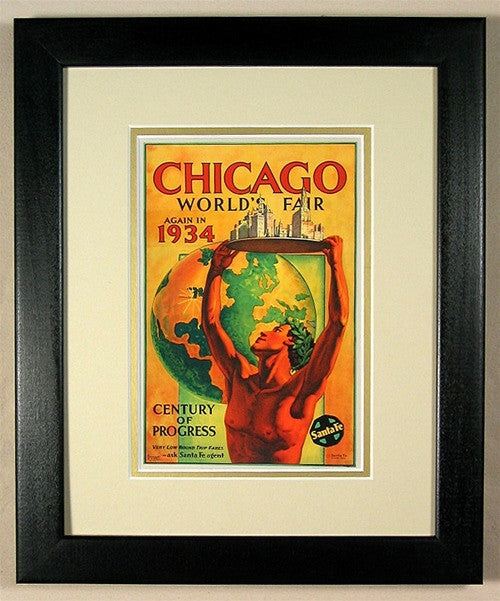 CHICAGO
WORLD'S FAIR
AGAIN IN
1934
CENTURY
OF
PROGRESS
VERY LOW ROUND TRIP FARES
-ask Santa Fe agent
Santa Fe